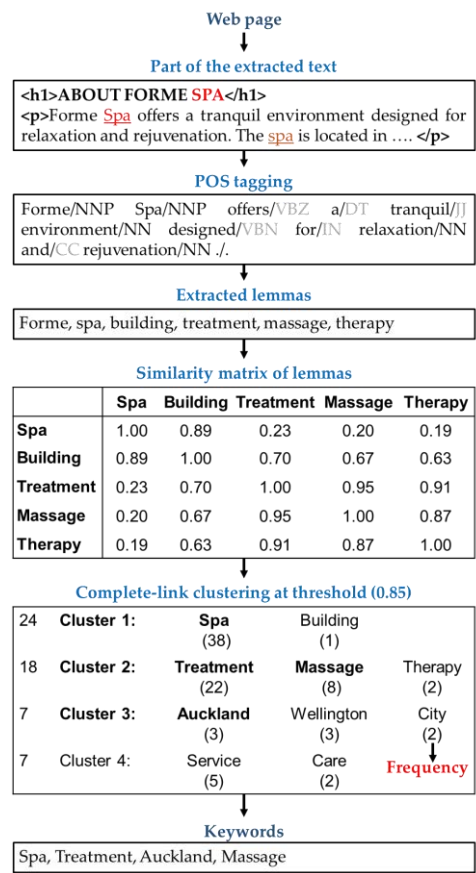 Web page
Part of the extracted text
<h1>ABOUT FORME SPA</h1>
<p>Forme Spa offers a tranquil environment designed for
relaxation and rejuvenation. The spa is located in …. </p>
POS tagging
Forme/NNP Spa/NNP offers/VBZ a/DT tranquil/JJ
environment/NN designed/VBN for/IN relaxation/NN
and/CC rejuvenation/NN ./.
Extracted lemmas
Forme, spa, building, treatment, massage, therapy
Similarity matrix of lemmas
Spa Building Treatment Massage Therapy
Spa 1.00 0.89 0.23 0.20 0.19
Building 0.89 1.00 0.70 0.67 0.63
Treatment 0.23 0.70 1.00 0.95 0.91
Massage 0.20 0.67 0.95 1.00 0.87
Therapy 0.19 0.63 0.91 0.87 1.00
Complete-link clustering at threshold (0.85)
24 Cluster 1: Spa Building
(38) (1)
18 Cluster 2: Treatment Massage Therapy
(22) (8) (2)
7 Cluster 3: Auckland Wellington City
(3) (3) (2)
7 Cluster 4: Service Care
(5) (2) Frequency
Keywords
Spa, Treatment, Auckland, Massage